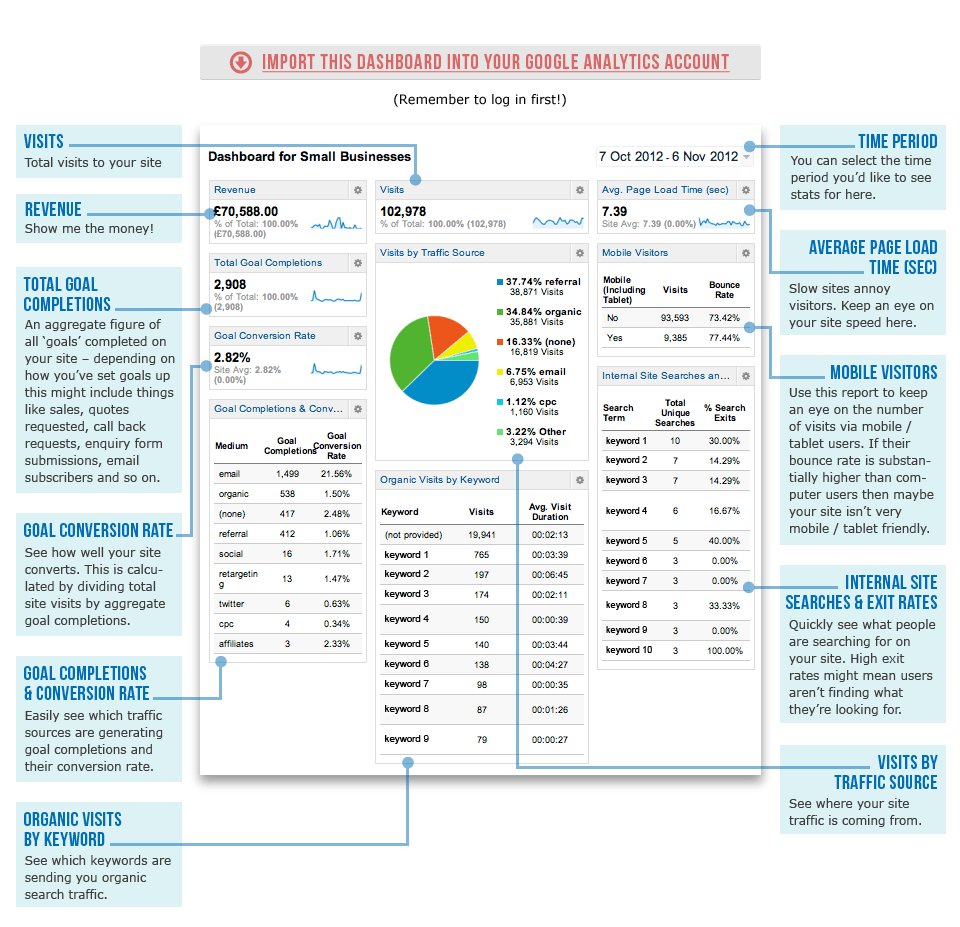 IMPORT THIS DASHBOARD INTO YOUR GOOGLE ANALYTICS ACCOUNT
(Remember to log in first!)
VISITS
Total visits to your site
REVENUE
Show me the money!
TOTAL GOAL
COMPLETIONS
An aggregate figure of
all ‘goals’ completed on
your site – depending on
how you’ve set goals up
this might include things
like sales, quotes
requested, call back
requests, enquiry form
submissions, email
subscribers and so on.
GOAL CONVERSION RATE
See how well your site
converts. This is calcu-
lated by dividing total
site visits by aggregate
goal completions.
GOAL COMPLETIONS
& CONVERSION RATE
Easily see which traffic
sources are generating
goal completions and
their conversion rate.
ORGANIC VISITS
BY KEYWORD
See which keywords are
sending you organic
search traffic.
Dashboard for Small Businesses
7 Oct 2012 - 6 Nov 2012
Revenue
£70,588.00
% of Total: 100.00%
(£70,588.00)
Total Goal Completions
2,908
% of Total: 100.00%
(2,908)
Goal Conversion Rate
2.82%
Site Avg: 2.82%
(0.00%)
Goal Completions & Conv...
Medium Goal Completions Goal Conversion Rate
email 1,499 21.56%
organic 538 1.50%
(none) 417 2.48%
referral 412 1.06%
social 16 1.71%
retargetin
g 13 1.47%
twitter 6 0.63%
cpc 4 0.34%
affiliates 3 2.33%
Visits
102,978
% of Total: 100.00% (102,978)
Visits by Traffic Source
37.74% referral
38,871 Visits
34.84% organic
35,881 Visits
16.33% (none)
16,819 Visits
6.75% email
6,953 Visits
1.12% cpc
1,160 Visits
3.22% Other
3,294 Visits
Organic Visits by Keyword
Keyword Visits Avg. Visit Duration
(not provided) 19,941 00:02:13
keyword 1 765 00:03:39
keyword 2 197 00:06:45
keyword 3 174 00:02:11
keyword 4 150 00:00:39
keyword 5 140 00:03:44
keyword 6 138 00:04:27
keyword 7 98 00:00:35
keyword 8 87 00:01:26
keyword 9 79 00:00:27
Avg. Page Load Time (sec)
7.39
Site Avg: 7.39 (0.00%)
Mobile Visitors
Mobile (Including Tablet) Visits Bounce Rate
No 93,593 73.42%
Yes 9,385 77.44%
Internal Site Searches an...
Search Term Total Unique Searches % Search Exits
keyword 1 10 30.00%
keyword 2 7 14.29%
keyword 3 7 14.29%
keyword 4 6 16.67%
keyword 5 5 40.00%
keyword 6 3 0.00%
keyword 7 3 0.00%
keyword 8 3 33.33%
keyword 9 3 0.00%
keyword 10 3 100.00%
TIME PERIOD
You can select the time
period you’d like to see
stats for here.
AVERAGE PAGE LOAD
TIME (SEC)
Slow sites annoy
visitors. Keep an eye on
your site speed here.
MOBILE VISITORS
Use this report to keep
an eye on the number
of visits via mobile /
tablet users. If their
bounce rate is substan-
tially higher than com-
puter users then maybe
your site isn’t very
mobile / tablet friendly.
INTERNAL SITE
SEARCHES & EXIT RATES
Quickly see what people
are searching for on
your site. High exit
rates might mean users
aren’t finding what
they’re looking for.
VISITS BY
TRAFFIC SOURCE
See where your site
traffic is coming from.